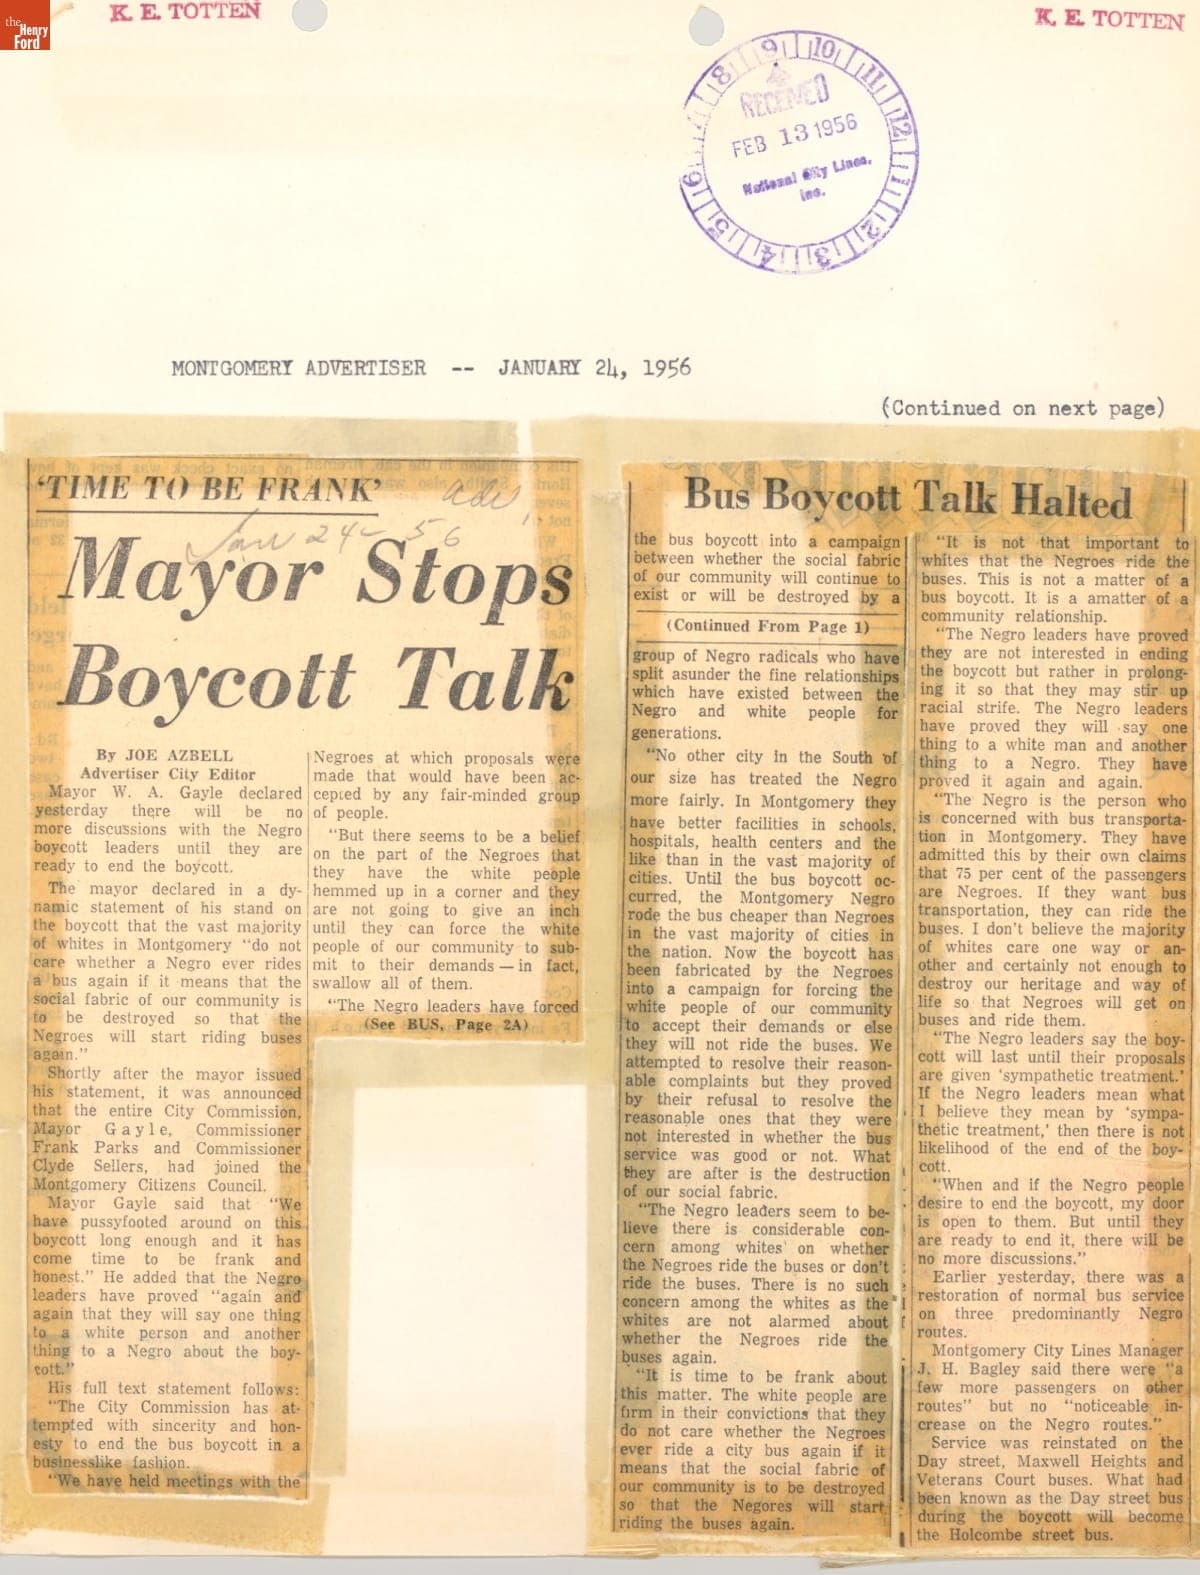 the
Henry
Ford
K. E. TOTTEN
K. E. TOTTEN
8 9 10 11 12 1 2 3 4 5 6 7
RECEIVED
FEB 13 1956
National City Lines,
Inc.
MONTGOMERY ADVERTISER -- JANUARY 24, 1956
(Continued on next page)
'TIME TO BE FRANK'
Adv,
Jan 24-56
Mayor Stops
Boycott Talk
By JOE AZBELL
Advertiser City Editor
Mayor W. A. Gayle declared
yesterday there will be no
more discussions with the Negro
boycott leaders until they are
ready to end the boycott.
The mayor declared in a dy-
namic statement of his stand on
the boycott that the vast majority
of whites in Montgomery "do not
care whether a Negro ever rides
a bus again if it means that the
social fabric of our community is
to be destroyed so that the
Negroes will start riding buses
again."
Shortly after the mayor issued
his statement, it was announced
that the entire City Commission,
Mayor Gayle, Commissioner
Frank Parks and Commissioner
Clyde Sellers, had joined the
Montgomery Citizens Council.
Mayor Gayle said that "We
have pussyfooted around on this
boycott long enough and it has
come time to be frank and
honest." He added that the Negro
leaders have proved "again and
again that they will say one thing
to a white person and another
thing to a Negro about the boy-
cott."
His full text statement follows:
"The City Commission has at-
tempted with sincerity and hon-
esty to end the bus boycott in a
businesslike fashion.
"We have held meetings with the
Negroes at which proposals were
made that would have been ac-
cepted by any fair-minded group
of people.
"But there seems to be a belief
on the part of the Negroes that
they have the white people
hemmed up in a corner and they
are not going to give an inch
until they can force the white
people of our community to sub-
mit to their demands — in fact,
swallow all of them.
"The Negro leaders have forced
(See BUS, Page 2A)
Bus Boycott Talk Halted
the bus boycott into a campaign
between whether the social fabric
of our community will continue to
exist or will be destroyed by a
(Continued From Page 1)
group of Negro radicals who have
split asunder the fine relationships
which have existed between the
Negro and white people for
generations.
"No other city in the South of
our size has treated the Negro
more fairly. In Montgomery they
have better facilities in schools,
hospitals, health centers and the
like than in the vast majority of
cities. Until the bus boycott oc-
curred, the Montgomery Negro
rode the bus cheaper than Negroes
in the vast majority of cities in
the nation. Now the boycott has
been fabricated by the Negroes
into a campaign for forcing the
white people of our community
to accept their demands or else
they will not ride the buses. We
attempted to resolve their reason-
able complaints but they proved
by their refusal to resolve the
reasonable ones that they were
not interested in whether the bus
service was good or not. What
they are after is the destruction
of our social fabric.
"The Negro leaders seem to be-
lieve there is considerable con-
cern among whites on whether
the Negroes ride the buses or don't
ride the buses. There is no such
concern among the whites as the
whites are not alarmed about
whether the Negroes ride the
buses again.
"It is time to be frank about
this matter. The white people are
firm in their convictions that they
do not care whether the Negroes
ever ride a city bus again if it
means that the social fabric of
our community is to be destroyed
so that the Negores will start
riding the buses again.
"It is not that important to
whites that the Negroes ride the
buses. This is not a matter of a
bus boycott. It is a amatter of a
community relationship.
"The Negro leaders have proved
they are not interested in ending
the boycott but rather in prolong-
ing it so that they may stir up
racial strife. The Negro leaders
have proved they will say one
thing to a white man and another
thing to a Negro. They have
proved it again and again.
"The Negro is the person who
is concerned with bus transporta-
tion in Montgomery. They have
admitted this by their own claims
that 75 per cent of the passengers
are Negroes. If they want bus
transportation, they can ride the
buses. I don't believe the majority
of whites care one way or an-
other and certainly not enough to
destroy our heritage and way of
life so that Negroes will get on
buses and ride them.
"The Negro leaders say the boy-
cott will last until their proposals
are given 'sympathetic treatment.'
If the Negro leaders mean what
I believe they mean by 'sympa-
thetic treatment,' then there is not
likelihood of the end of the boy-
cott.
"When and if the Negro people
desire to end the boycott, my door
is open to them. But until they
are ready to end it, there will be
no more discussions."
Earlier yesterday, there was a
restoration of normal bus service
on three predominantly Negro
routes.
Montgomery City Lines Manager
J. H. Bagley said there were "a
few more passengers on other
routes" but no "noticeable in-
crease on the Negro routes."
Service was reinstated on the
Day street, Maxwell Heights and
Veterans Court buses. What had
been known as the Day street bus
during the boycott will become
the Holcombe street bus.